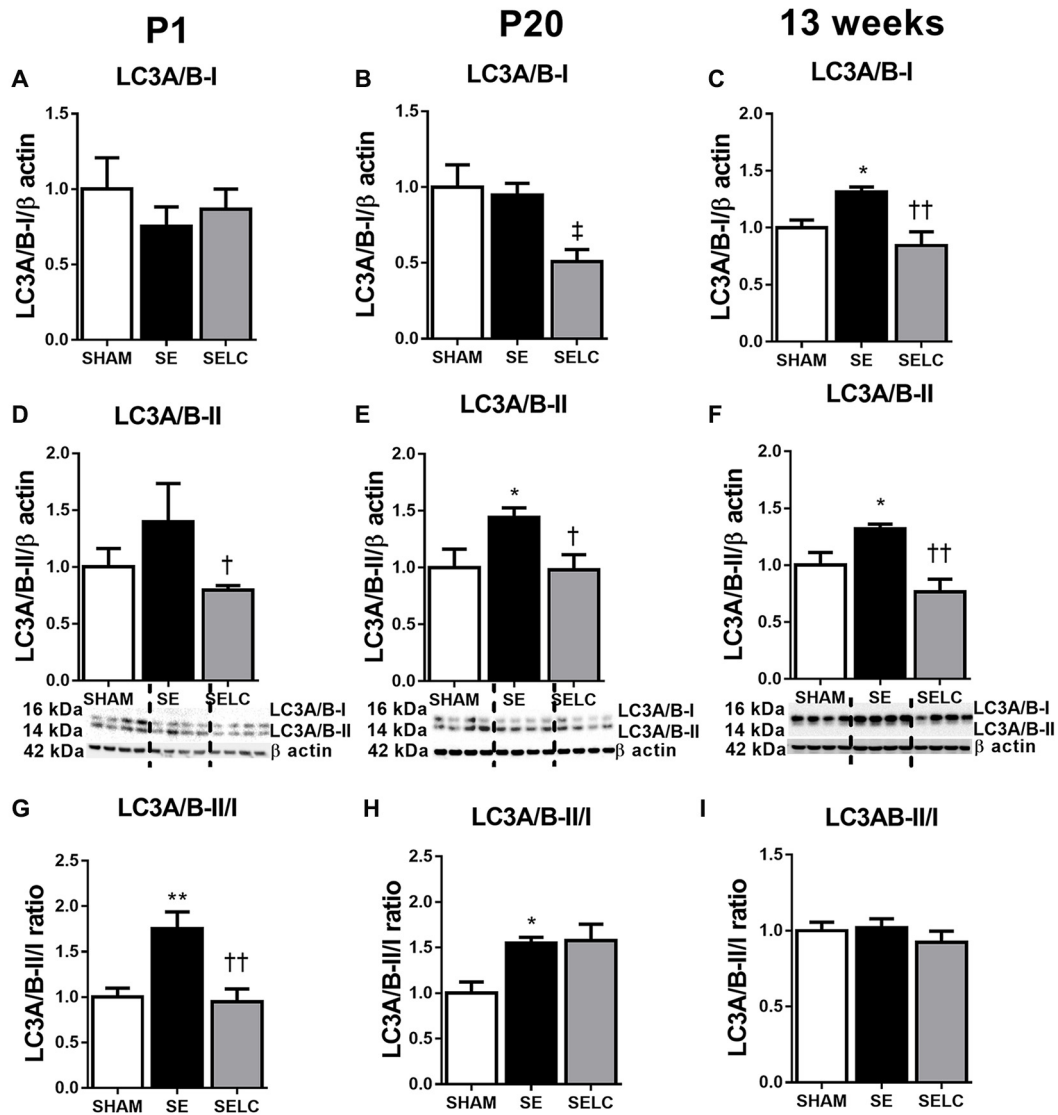 P1 P20 13 weeks
A LC3A/B-I
LC3A/B-I/β actin
1.5
1.0
0.5
0.0
SHAM SE SELC
B LC3A/B-I
LC3A/B-I/β actin
1.5
1.0
0.5
0.0
‡
SHAM SE SELC
C LC3A/B-I
LC3A/B-I/β actin
2.0
1.5
1.0
0.5
0.0
*
††
SHAM SE SELC
D LC3A/B-II
LC3A/B-II/β actin
2.0
1.5
1.0
0.5
0.0
†
SHAM SE SELC
16 kDa LC3A/B-I
14 kDa LC3A/B-II
42 kDa β actin
E LC3A/B-II
LC3A/B-II/β actin
2.0
1.5
1.0
0.5
0.0
*
†
SHAM SE SELC
16 kDa LC3A/B-I
14 kDa LC3A/B-II
42 kDa β actin
F LC3A/B-II
LC3A/B-II/β actin
2.0
1.5
1.0
0.5
0.0
*
††
SHAM SE SELC
16 kDa LC3A/B-I
14 kDa LC3A/B-II
42 kDa β actin
G LC3A/B-II/I
LC3A/B-II/I ratio
2.5
2.0
1.5
1.0
0.5
0.0
**
††
SHAM SE SELC
H LC3A/B-II/I
LC3A/B-II/I ratio
2.5
2.0
1.5
1.0
0.5
0.0
*
SHAM SE SELC
I LC3AB-II/I
LC3A/B-II/I ratio
1.5
1.0
0.5
0.0
SHAM SE SELC